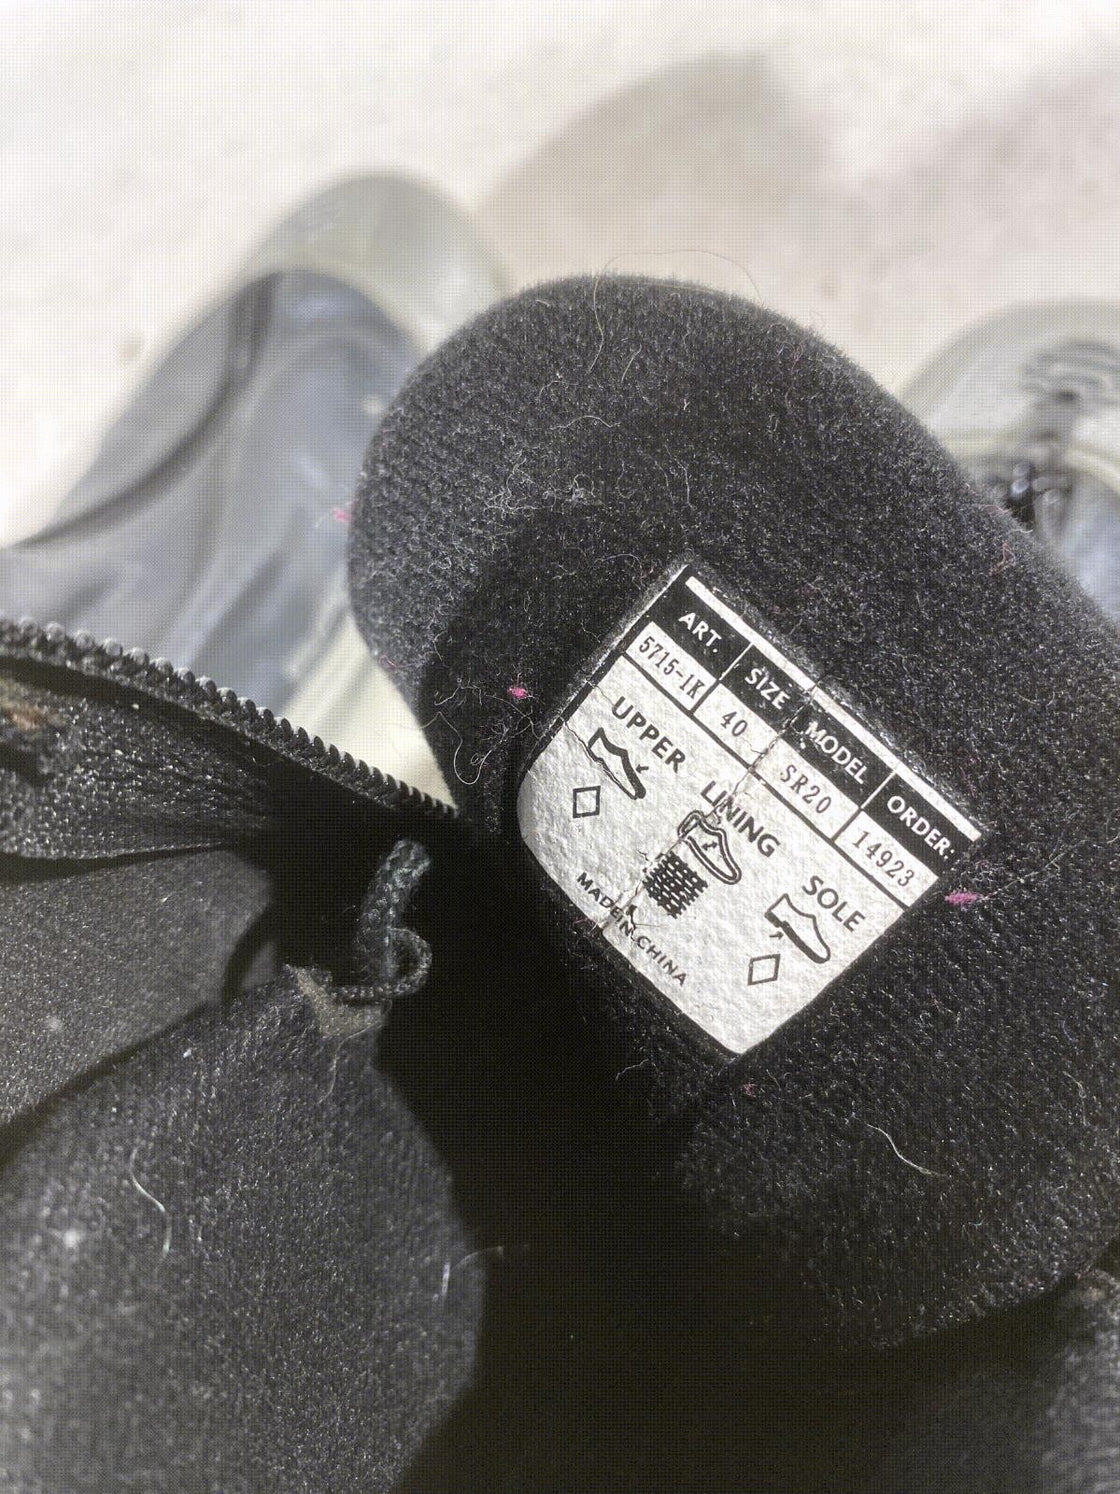 ART. SIZE MODEL ORDER:
5715-1K 40 SR20 14923
UPPER LINING SOLE
MADE IN CHINA